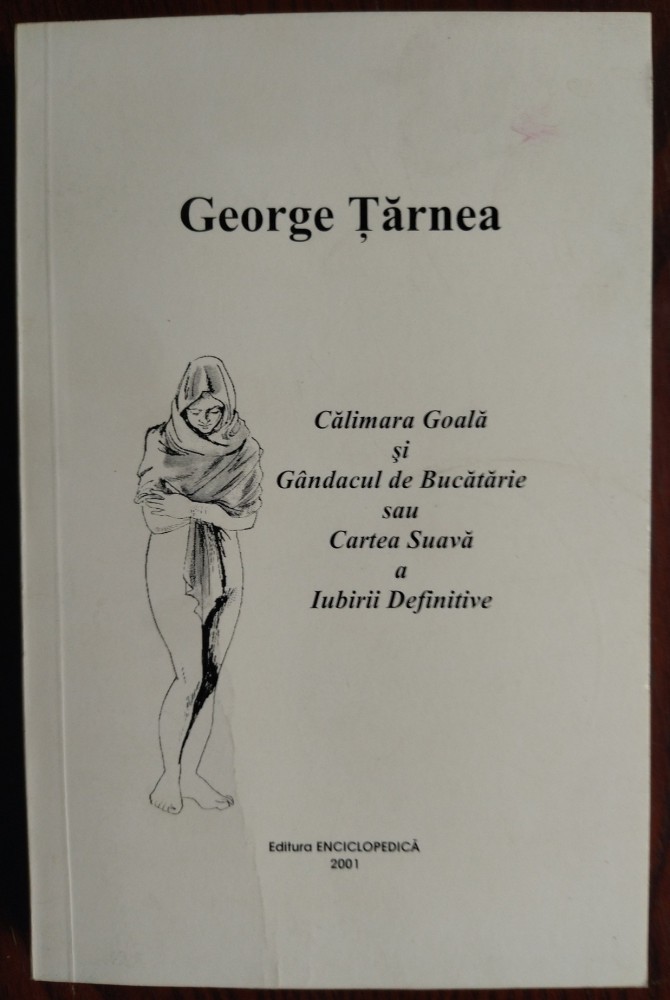 George Țărnea
Călimara Goală
şi
Gândacul de Bucătărie
sau
Cartea Suavă
a
Iubirii Definitive
Editura ENCICLOPEDICĂ
2001